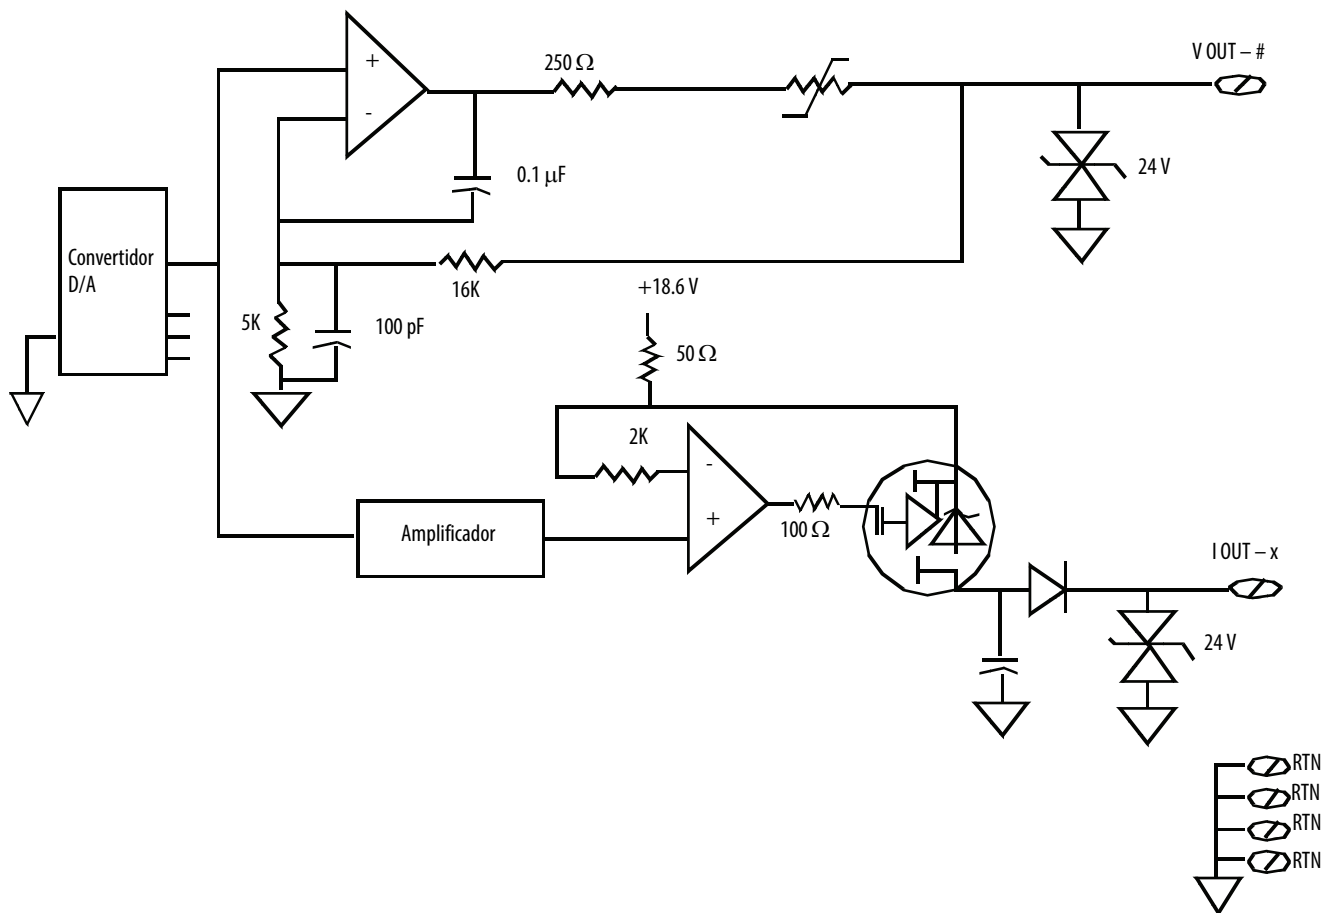 V OUT – #
250 Ω
+
-
24 V
0.1 μF
Convertidor
D/A
16K
+18.6 V
5K
100 pF
50 Ω
2K
-
+
Amplificador
100 Ω
I OUT – x
24 V
RTN
RTN
RTN
RTN